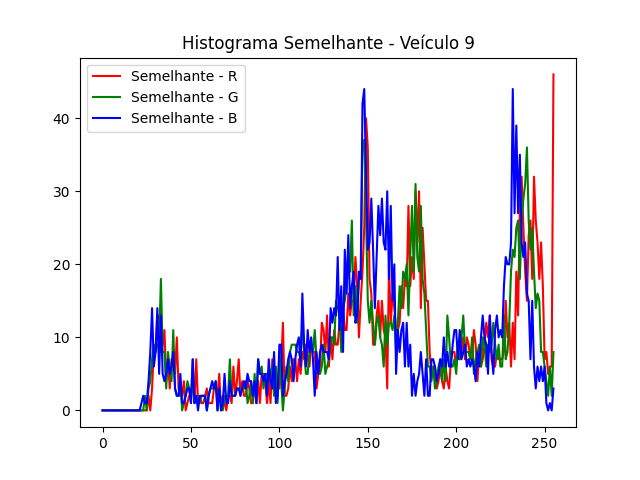 Histograma Semelhante - Veículo 9
Semelhante - R
Semelhante - G
Semelhante - B
40
30
20
10
0
0 50 100 150 200 250